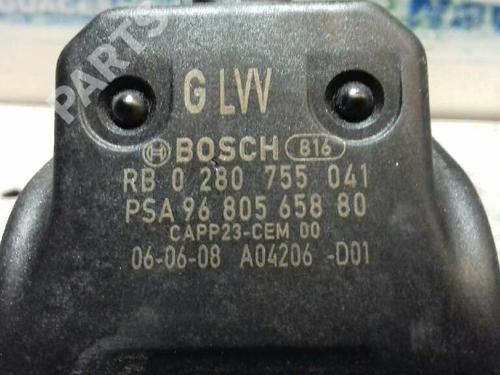 G LVV
BOSCH 816
RB 0 280 755 041
PSA 96 805 658 80
CAPP23-CEM 00
06-06-08 A04206 -D01
PARTS